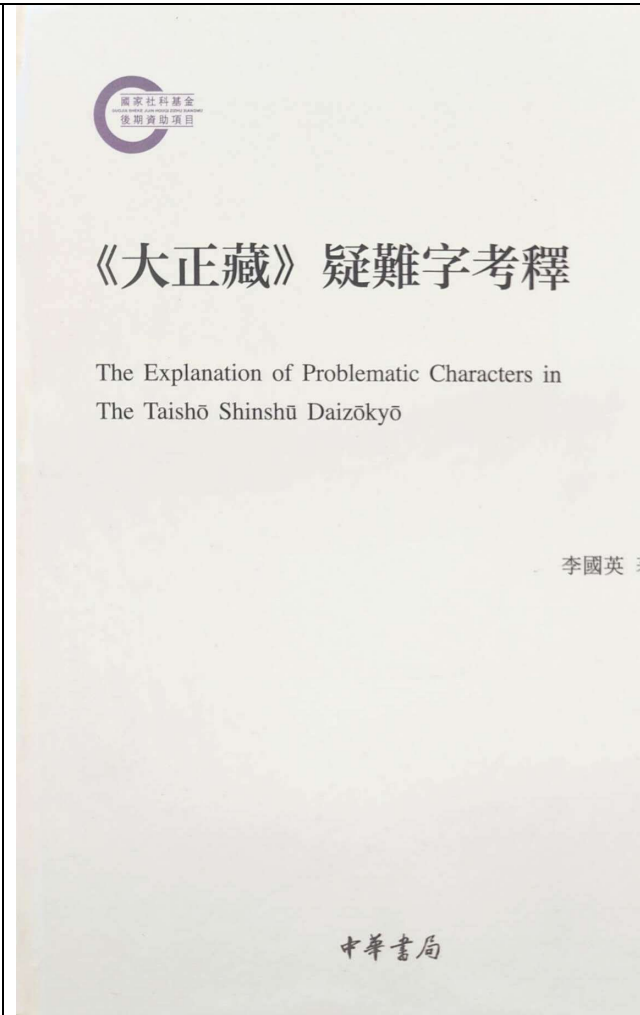 國家社科基金
後期資助項目
《大正藏》疑難字考釋
The Explanation of Problematic Characters in
The Taishō Shinshū Daizōkyō
李國英
中華書局